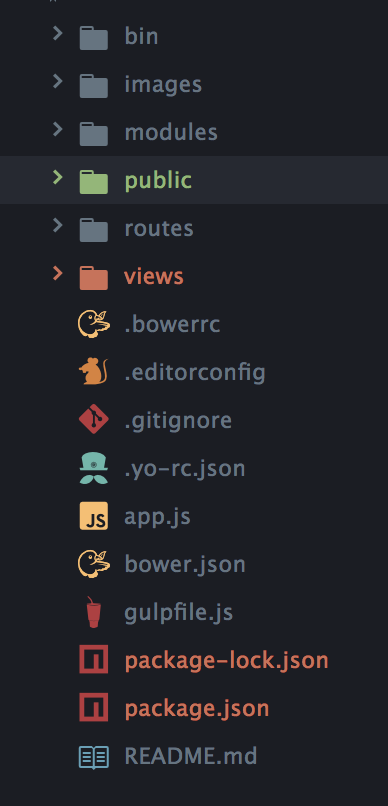 bin
images
modules
public
routes
views
.bowerrc
.editorconfig
.gitignore
.yo-rc.json
JS app.js
bower.json
gulpfile.js
package-lock.json
package.json
README.md